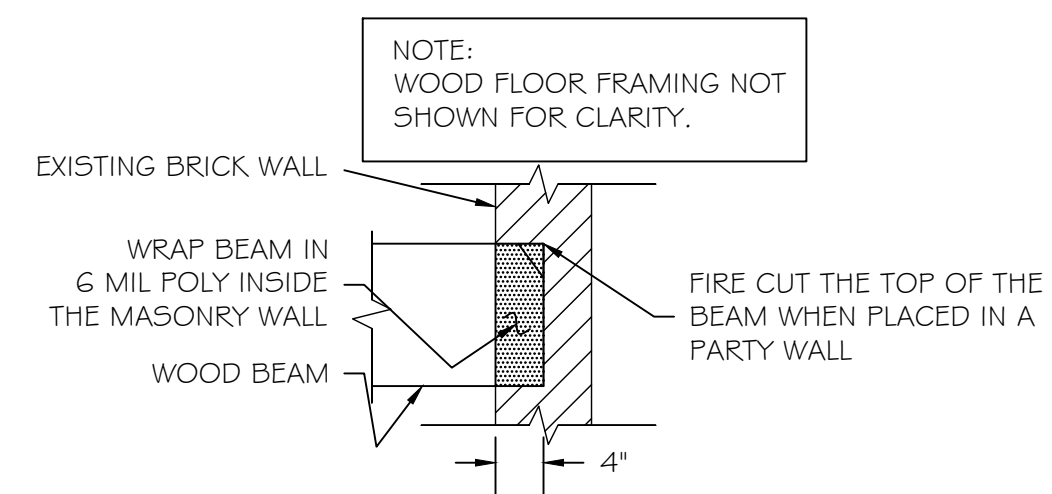 NOTE:
WOOD FLOOR FRAMING NOT
SHOWN FOR CLARITY.
EXISTING BRICK WALL
WRAP BEAM IN
6 MIL POLY INSIDE
THE MASONRY WALL
WOOD BEAM
FIRE CUT THE TOP OF THE
BEAM WHEN PLACED IN A
PARTY WALL
4"